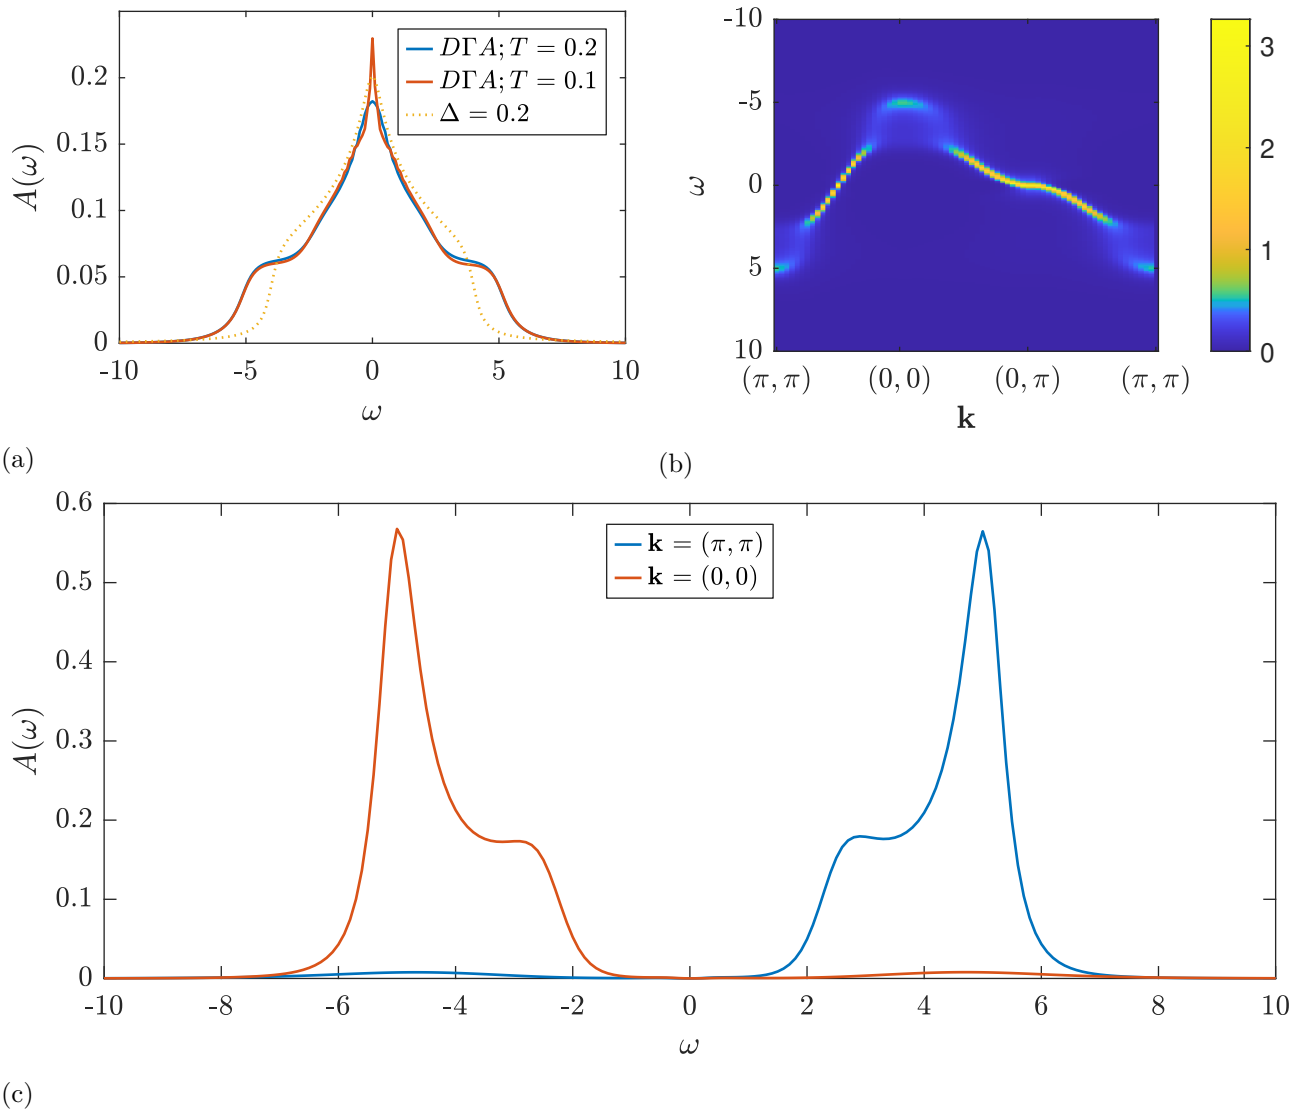 0.2
0.15
0.1
0.05
0
A(ω)
-10
-5
0
5
10
ω
DΓA; T = 0.2
DΓA; T = 0.1
Δ = 0.2
(a)
-10
-5
0
5
10
ω
(π, π)
(0, 0)
(0, π)
(π, π)
k
3
2
1
0
(b)
0.6
0.5
0.4
0.3
0.2
0.1
0
A(ω)
k = (π, π)
k = (0, 0)
-10
-8
-6
-4
-2
0
2
4
6
8
10
ω
(c)